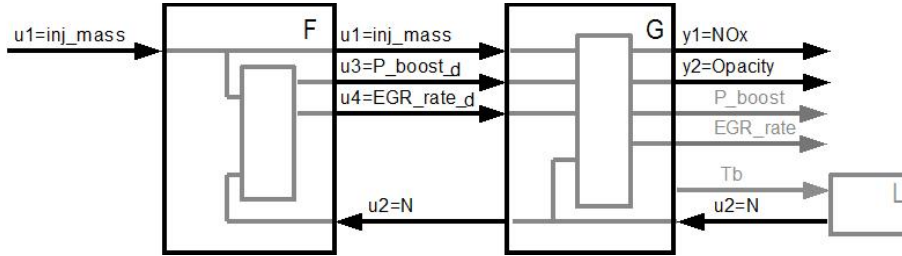 F
G
u1=inj_mass
u1=inj_mass
y1=NOx
u3=P_boost_d
y2=Opacity
u4=EGR_rate_d
P_boost
EGR_rate
Tb
L
u2=N
u2=N